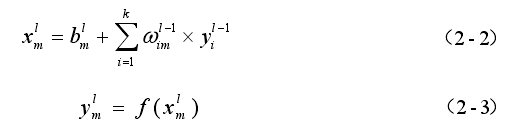 x_m^l = b_m^l + \sum_{i=1}^{k} \omega_{im}^{l-1} \times y_i^{l-1} （2-2）
y_m^l = f(x_m^l) （2-3）